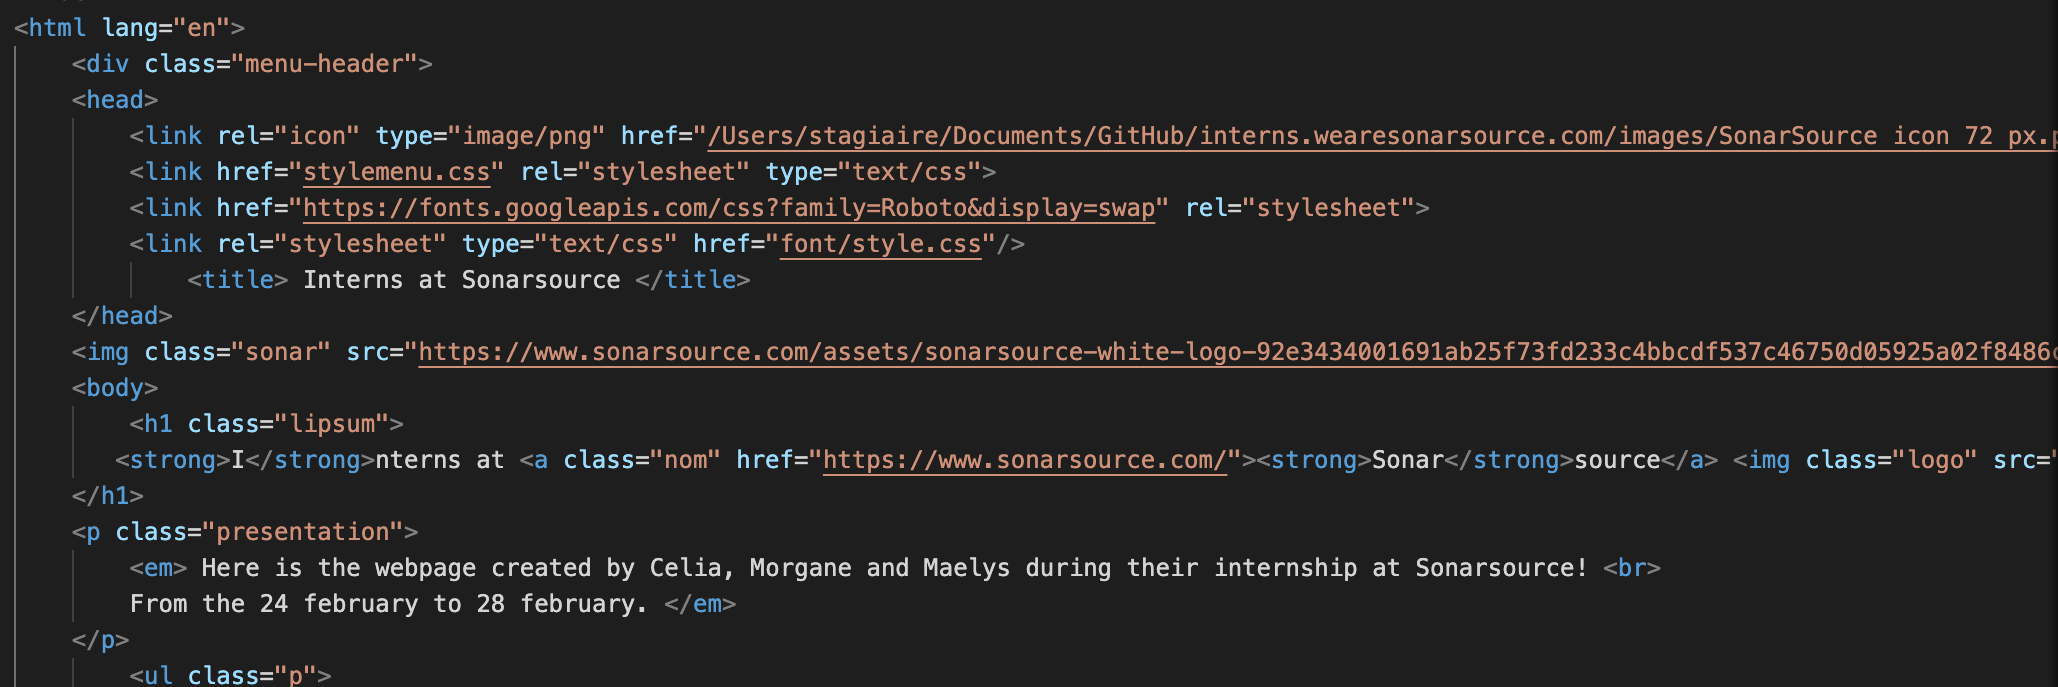 <html lang="en">
<div class="menu-header">
<head>
<link rel="icon" type="image/png" href="/Users/stagiaire/Documents/GitHub/interns.wearesonarsource.com/images/SonarSource icon 72 px.p
<link href="stylemenu.css" rel="stylesheet" type="text/css">
<link href="https://fonts.googleapis.com/css?family=Roboto&display=swap" rel="stylesheet">
<link rel="stylesheet" type="text/css" href="font/style.css"/>
<title> Interns at Sonarsource </title>
</head>
<img class="sonar" src="https://www.sonarsource.com/assets/sonarsource-white-logo-92e3434001691ab25f73fd233c4bbcdf537c46750d05925a02f8486c
<body>
<h1 class="lipsum">
<strong>I</strong>nterns at <a class="nom" href="https://www.sonarsource.com/"><strong>Sonar</strong>source</a> <img class="logo" src="
</h1>
<p class="presentation">
<em> Here is the webpage created by Celia, Morgane and Maelys during their internship at Sonarsource! <br>
From the 24 february to 28 february. </em>
</p>
<ul class="p">